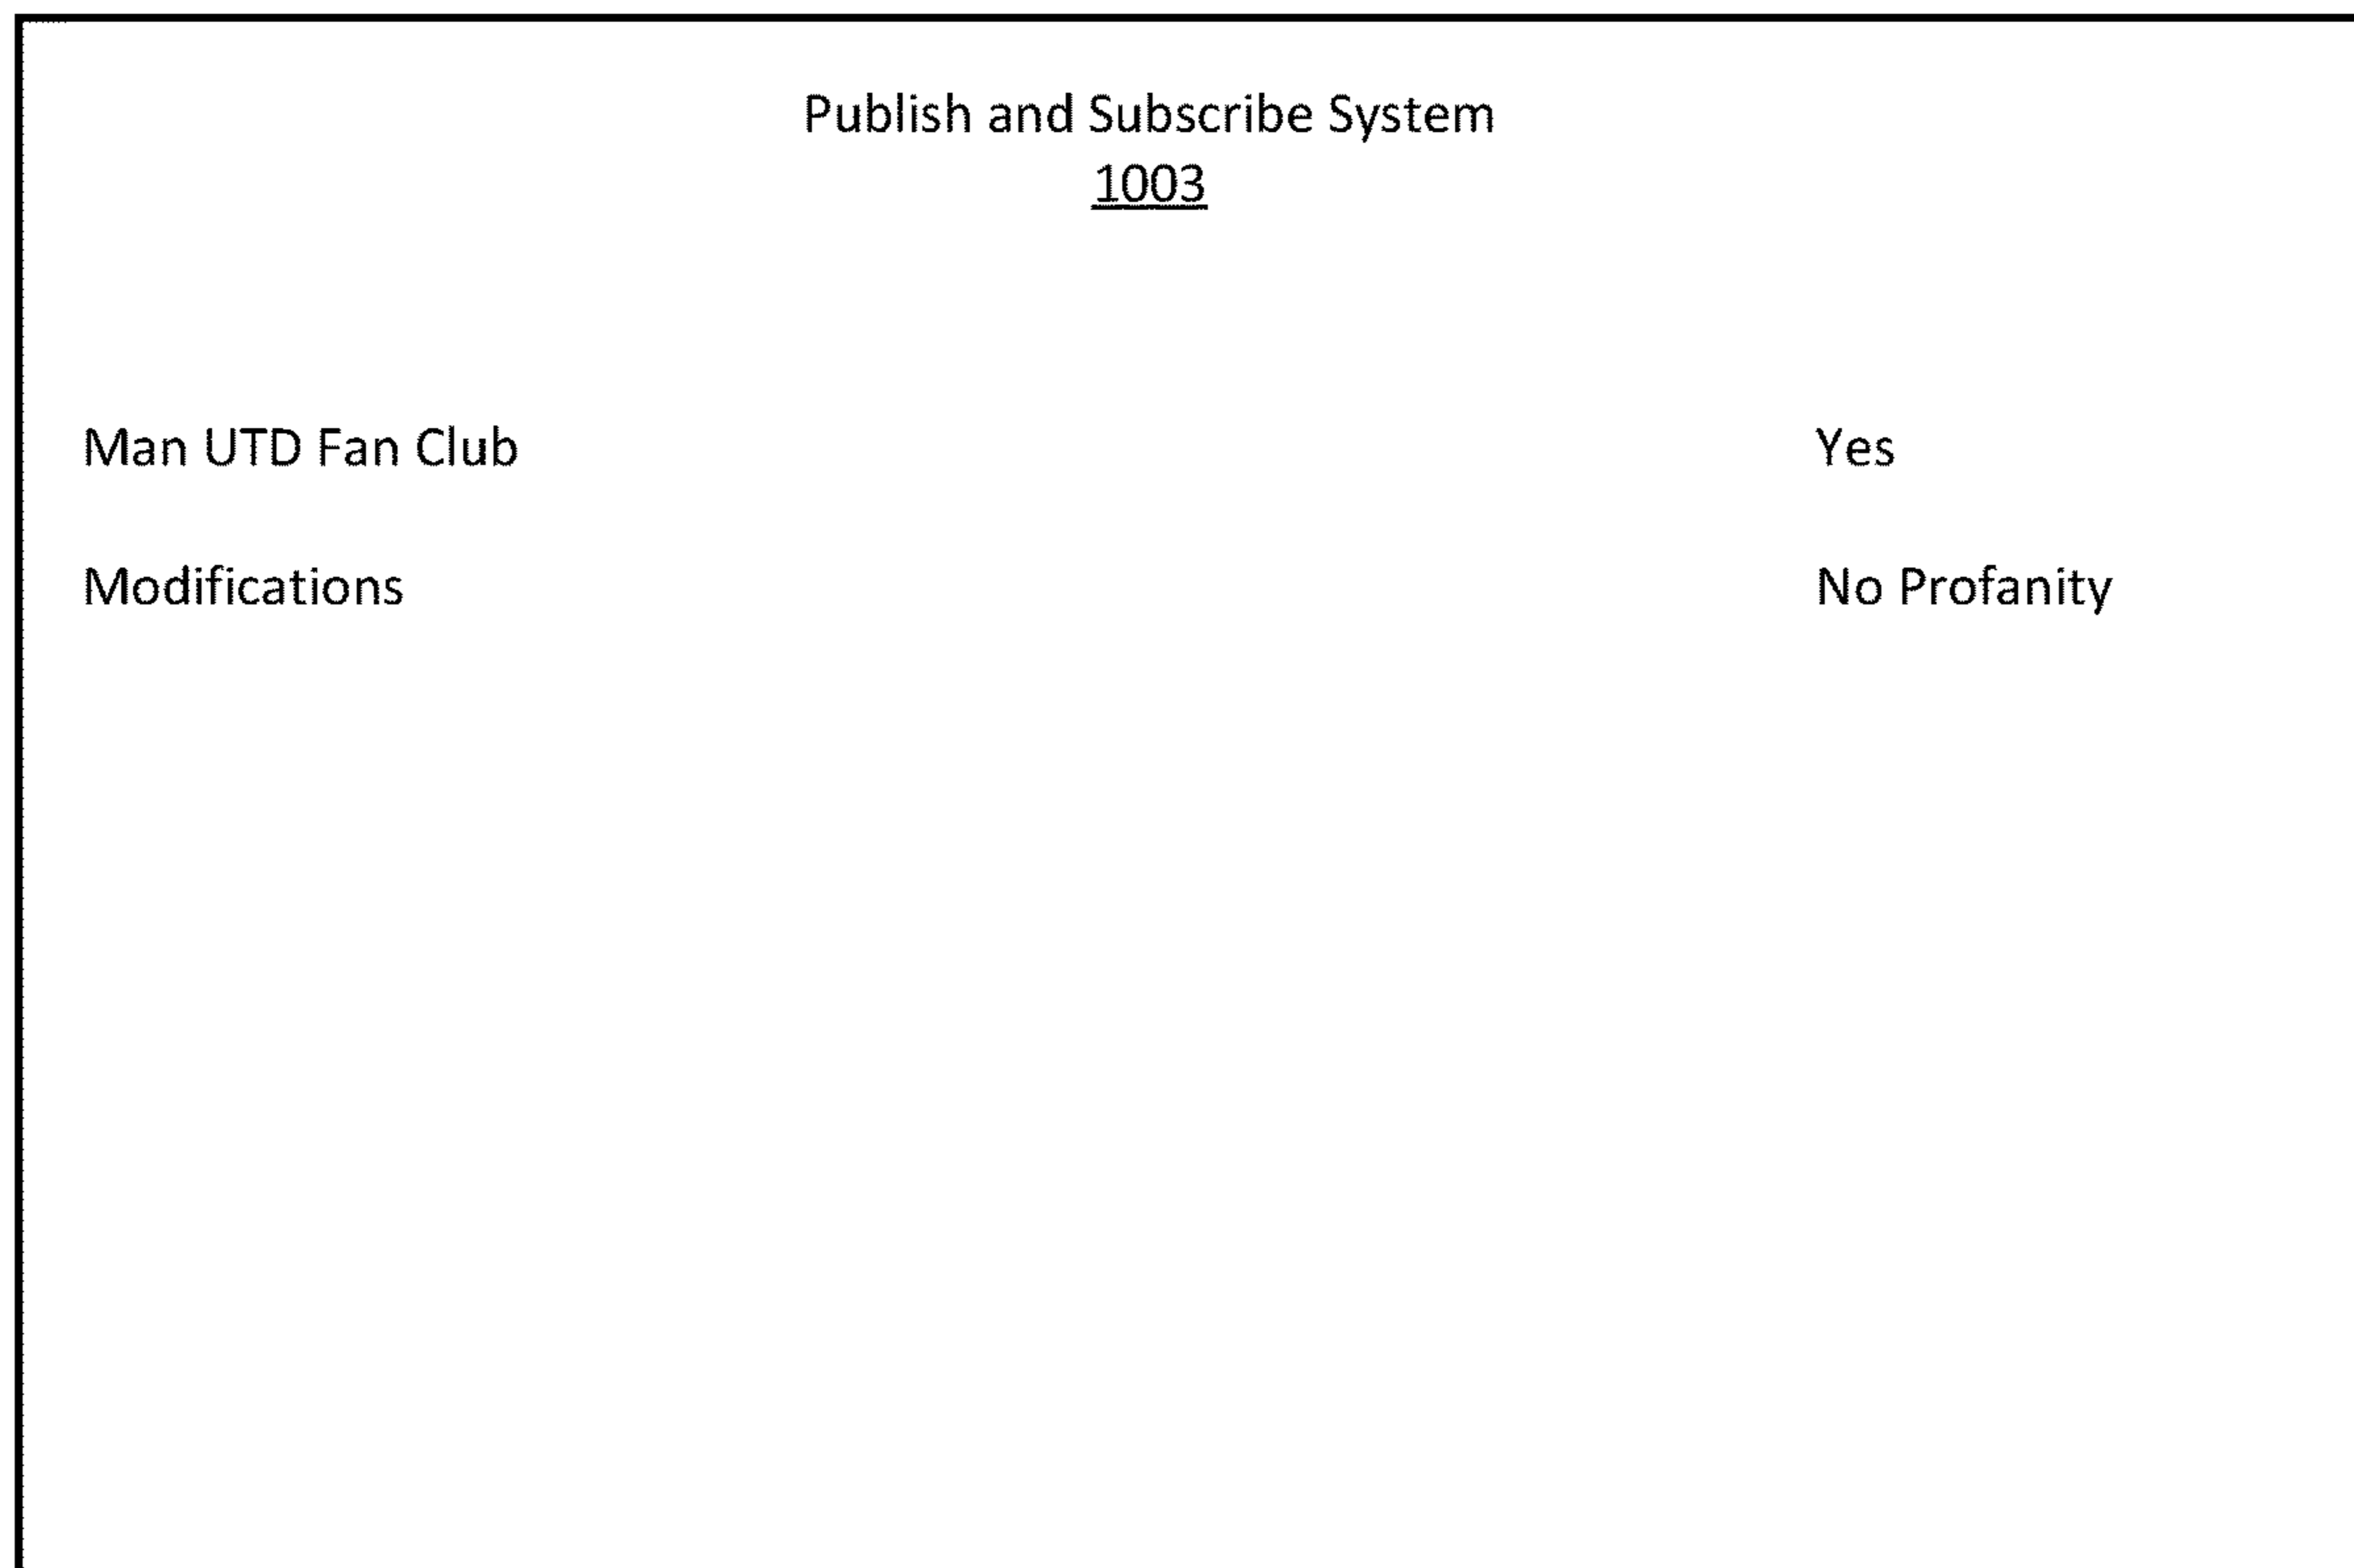 Publish and Subscribe System
1003
Man UTD Fan Club Yes
Modifications No Profanity